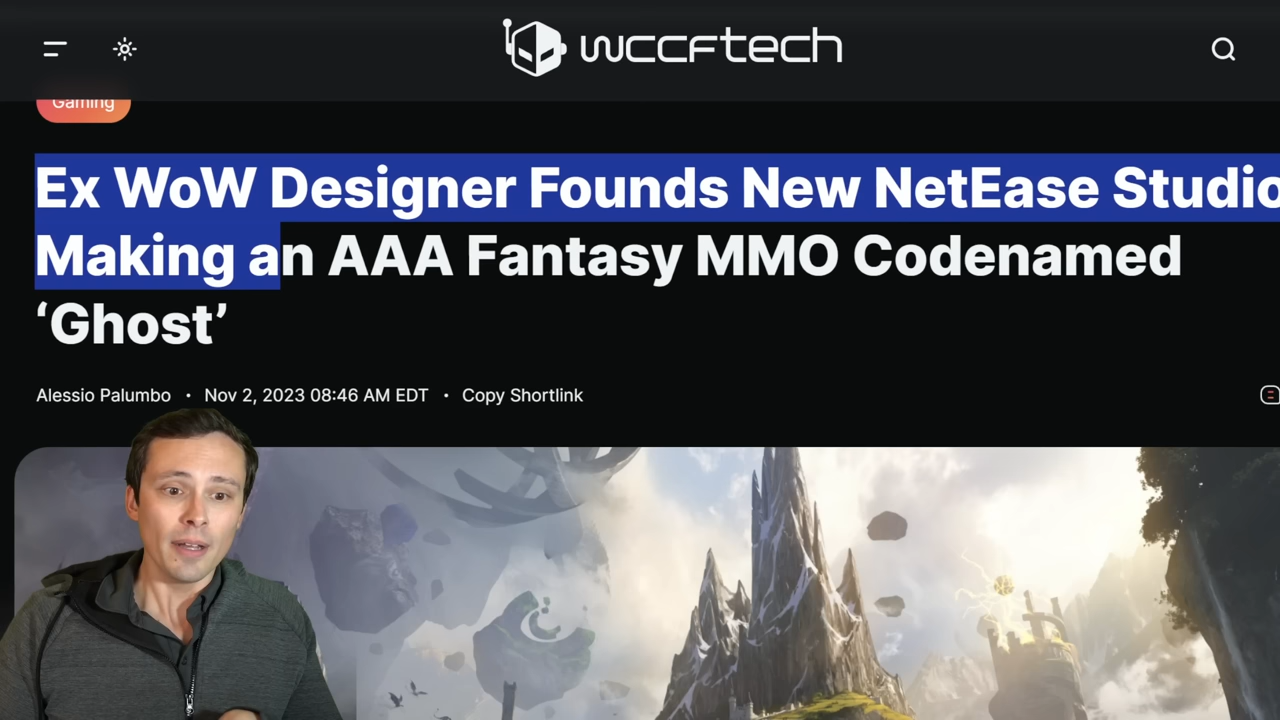 wccftech
Gaming
Ex WoW Designer Founds New NetEase Studio
Making an AAA Fantasy MMO Codenamed
‘Ghost’
Alessio Palumbo • Nov 2, 2023 08:46 AM EDT • Copy Shortlink